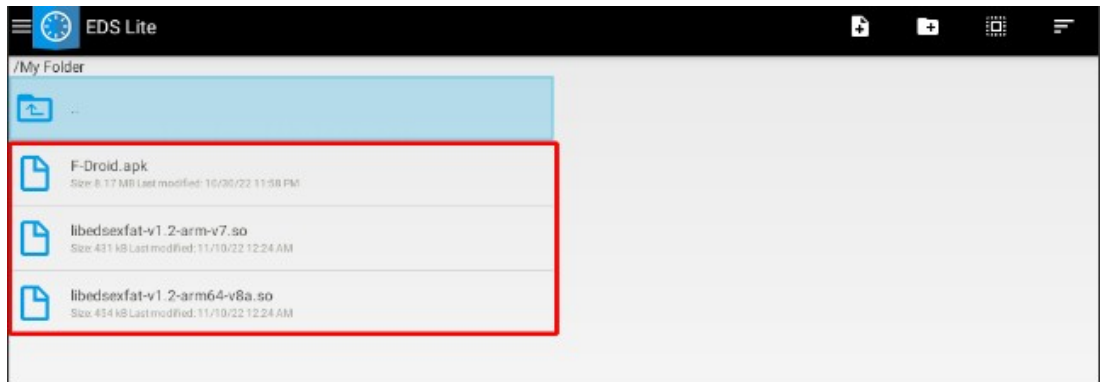 EDS Lite
/My Folder
..
F-Droid.apk
Size: 8.17 MB Last modified: 10/30/22 11:58 PM
libedsexfat-v1.2-arm-v7.so
Size: 431 kB Last modified: 11/10/22 12:24 AM
libedsexfat-v1.2-arm64-v8a.so
Size: 454 kB Last modified: 11/10/22 12:24 AM